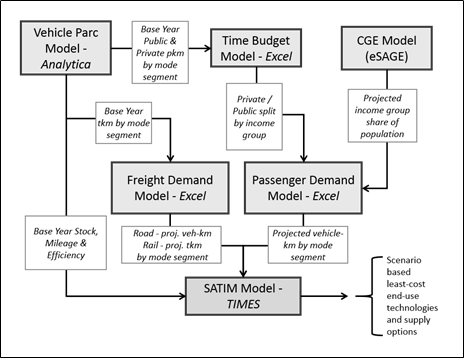 Vehicle Parc
Model -
Analytica
Base Year
Public &
Private pkm
by mode
segment
Time Budget
Model - Excel
CGE Model
(eSAGE)
Base Year
tkm by mode
segment
Private /
Public split
by income
group
Projected
income group
share of
population
Freight Demand
Model - Excel
Passenger Demand
Model - Excel
Base Year Stock,
Mileage &
Efficiency
Road - proj. veh-km
Rail - proj. tkm
by mode segment
Projected vehicle-
km by mode
segment
SATIM Model -
TIMES
Scenario
based
least-cost
end-use
technologies
and supply
options